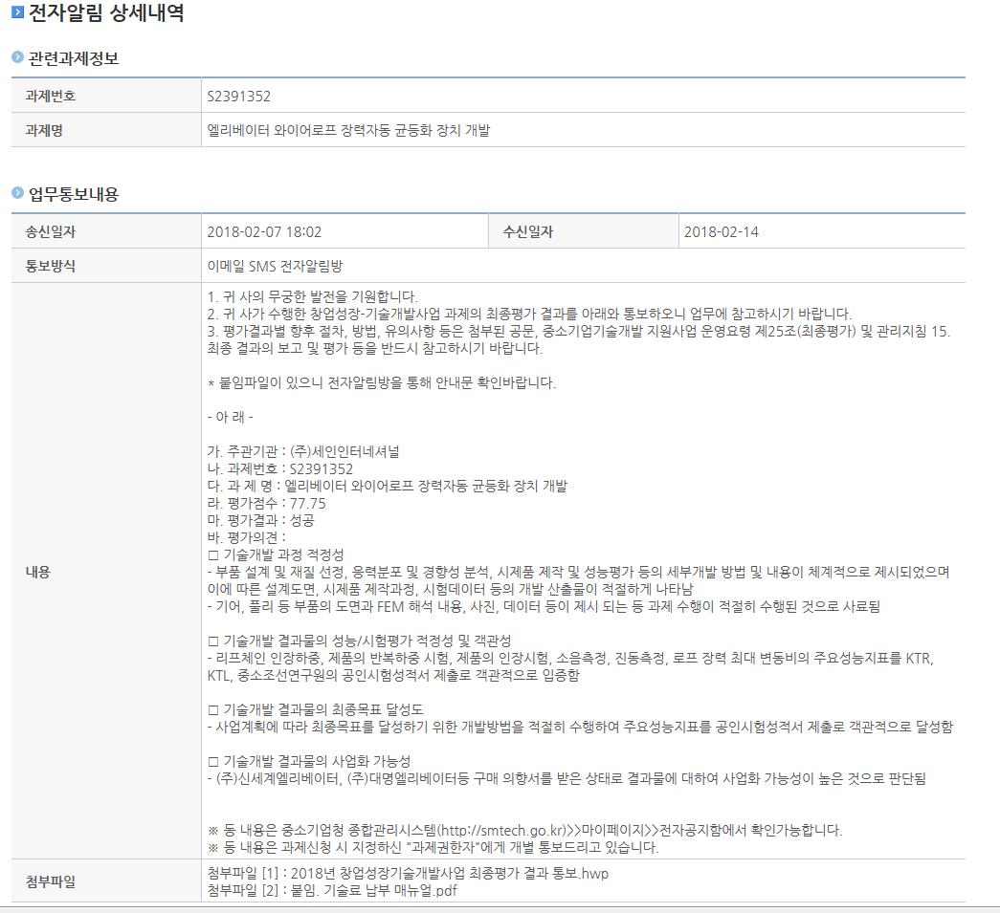 전자알림 상세내역
관련과제정보
과제번호 S2391352
과제명 엘리베이터 와이어로프 장력자동 균등화 장치 개발
업무통보내용
송신일자 2018-02-07 18:02 수신일자 2018-02-14
통보방식 이메일 SMS 전자알림방
내용
1. 귀 사의 무궁한 발전을 기원합니다.
2. 귀 사가 수행한 창업성장-기술개발사업 과제의 최종평가 결과를 아래와 통보하오니 업무에 참고하시기 바랍니다.
3. 평가결과별 향후 절차, 방법, 유의사항 등은 첨부된 공문, 중소기업기술개발 지원사업 운영요령 제25조(최종평가) 및 관리지침 15.
최종 결과의 보고 및 평가 등을 반드시 참고하시기 바랍니다.
* 붙임파일이 있으니 전자알림방을 통해 안내문 확인바랍니다.
- 아 래 -
가. 주관기관 : (주)세인인터네셔널
나. 과제번호 : S2391352
다. 과 제 명 : 엘리베이터 와이어로프 장력자동 균등화 장치 개발
라. 평가점수 : 77.75
마. 평가결과 : 성공
바. 평가의견 :
□ 기술개발 과정 적정성
- 부품 설계 및 재질 선정, 응력분포 및 경향성 분석, 시제품 제작 및 성능평가 등의 세부개발 방법 및 내용이 체계적으로 제시되었으며
이에 따른 설계도면, 시제품 제작과정, 시험데이터 등의 개발 산출물이 적절하게 나타남
- 기어, 풀리 등 부품의 도면과 FEM 해석 내용, 사진, 데이터 등이 제시 되는 등 과제 수행이 적절히 수행된 것으로 사료됨
□ 기술개발 결과물의 성능/시험평가 적정성 및 객관성
- 리프체인 인장하중, 제품의 반복하중 시험, 제품의 인장시험, 소음측정, 진동측정, 로프 장력 최대 변동비의 주요성능지표를 KTR,
KTL, 중소조선연구원의 공인시험성적서 제출로 객관적으로 입증함
□ 기술개발 결과물의 최종목표 달성도
- 사업계획에 따라 최종목표를 달성하기 위한 개발방법을 적절히 수행하여 주요성능지표를 공인시험성적서 제출로 객관적으로 달성함
□ 기술개발 결과물의 사업화 가능성
- (주)신세계엘리베이터, (주)대명엘리베이터등 구매 의향서를 받은 상태로 결과물에 대하여 사업화 가능성이 높은 것으로 판단됨
※ 동 내용은 중소기업청 종합관리시스템(http://smtech.go.kr)>>마이페이지>>전자공지함에서 확인가능합니다.
※ 동 내용은 과제신청 시 지정하신 "과제권한자"에게 개별 통보드리고 있습니다.
첨부파일
첨부파일 [1] : 2018년 창업성장기술개발사업 최종평가 결과 통보.hwp
첨부파일 [2] : 붙임. 기술료 납부 매뉴얼.pdf